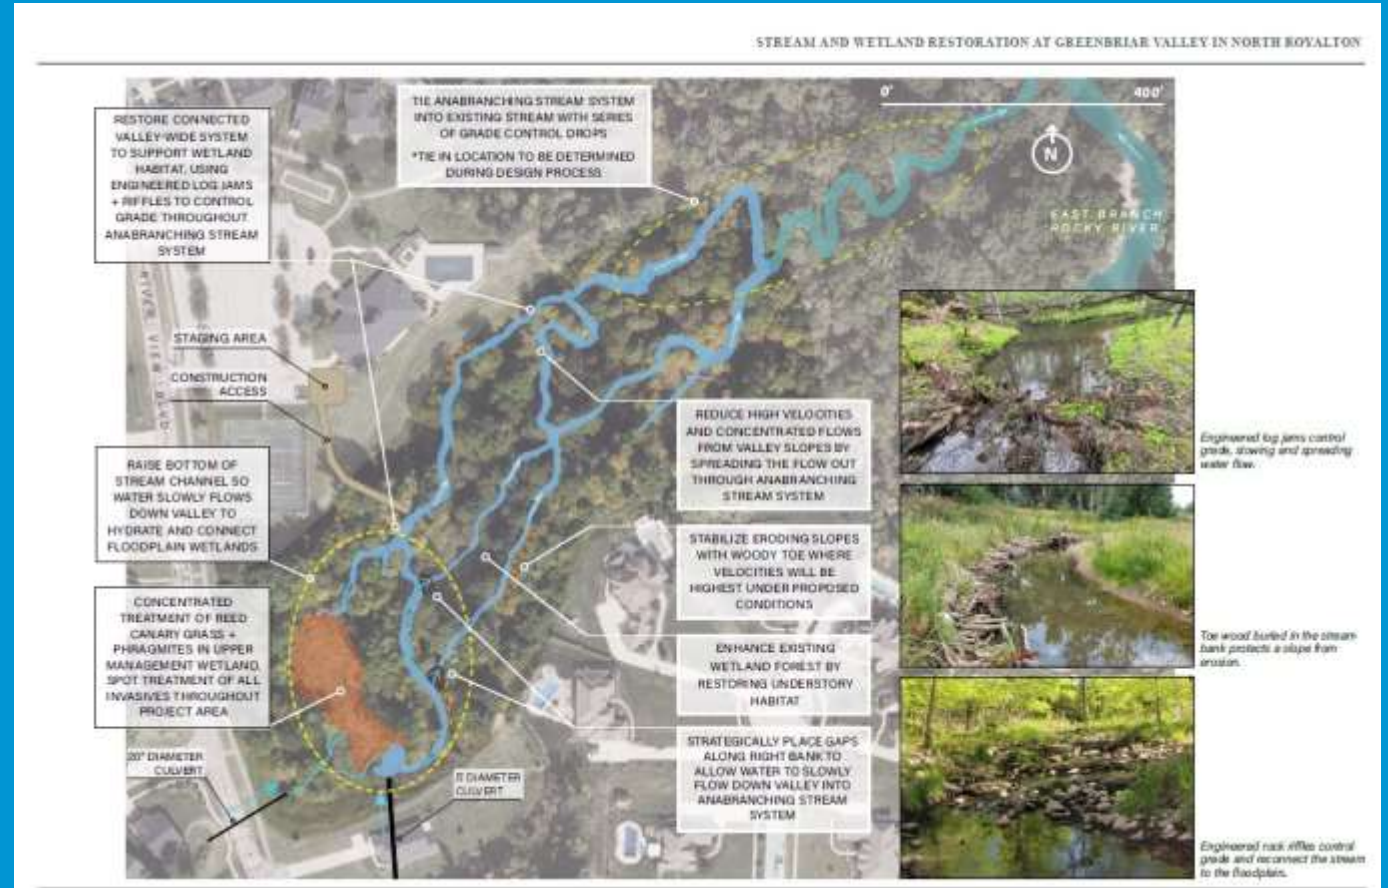 STREAM AND WETLAND RESTORATION AT GREENBRIAR VALLEY IN NORTH ROYALTON
RESTORE CONNECTED
VALLEY-WIDE SYSTEM
TO SUPPORT WETLAND
HABITAT, USING
ENGINEERED LOG JAMS
+ RIFFLES TO CONTROL
GRADE THROUGHOUT
ANABRANCHING STREAM
SYSTEM
TIE ANABRANCHING STREAM SYSTEM
INTO EXISTING STREAM WITH SERIES
OF GRADE CONTROL DROPS
*TIE IN LOCATION TO BE DETERMINED
DURING DESIGN PROCESS
0' 400'
N
EAST BRANCH
ROCKY RIVER
RIVER VIEW BLVD
STAGING AREA
CONSTRUCTION
ACCESS
RAISE BOTTOM OF
STREAM CHANNEL SO
WATER SLOWLY FLOWS
DOWN VALLEY TO
HYDRATE AND CONNECT
FLOODPLAIN WETLANDS
CONCENTRATED
TREATMENT OF REED
CANARY GRASS +
PHRAGMITES IN UPPER
MANAGEMENT WETLAND,
SPOT TREATMENT OF ALL
INVASIVES THROUGHOUT
PROJECT AREA
20" DIAMETER
CULVERT
DIAMETER
CULVERT
REDUCE HIGH VELOCITIES
AND CONCENTRATED FLOWS
FROM VALLEY SLOPES BY
SPREADING THE FLOW OUT
THROUGH ANABRANCHING
STREAM SYSTEM
STABILIZE ERODING SLOPES
WITH WOODY TOE WHERE
VELOCITIES WILL BE
HIGHEST UNDER PROPOSED
CONDITIONS
ENHANCE EXISTING
WETLAND FOREST BY
RESTORING UNDERSTORY
HABITAT
STRATEGICALLY PLACE GAPS
ALONG RIGHT BANK TO
ALLOW WATER TO SLOWLY
FLOW DOWN VALLEY INTO
ANABRANCHING STREAM
SYSTEM
Engineered log jams control
grade, slowing and spreading
water flow.
Toe wood buried in the stream
bank protects a slope from
erosion.
Engineered rock riffles control
grade and reconnect the stream
to the floodplain.